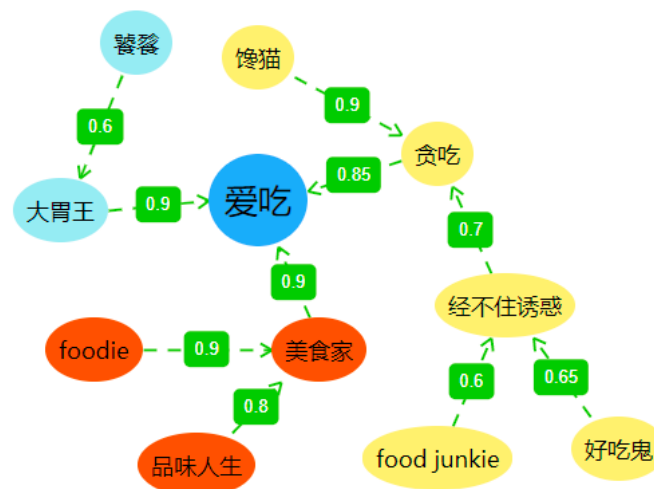 饕餮
馋猫
0.9
0.6
贪吃
0.85
爱吃
大胃王
0.9
0.7
0.9
经不住诱惑
foodie
0.9
美食家
0.6
0.65
0.8
品味人生
food junkie
好吃鬼